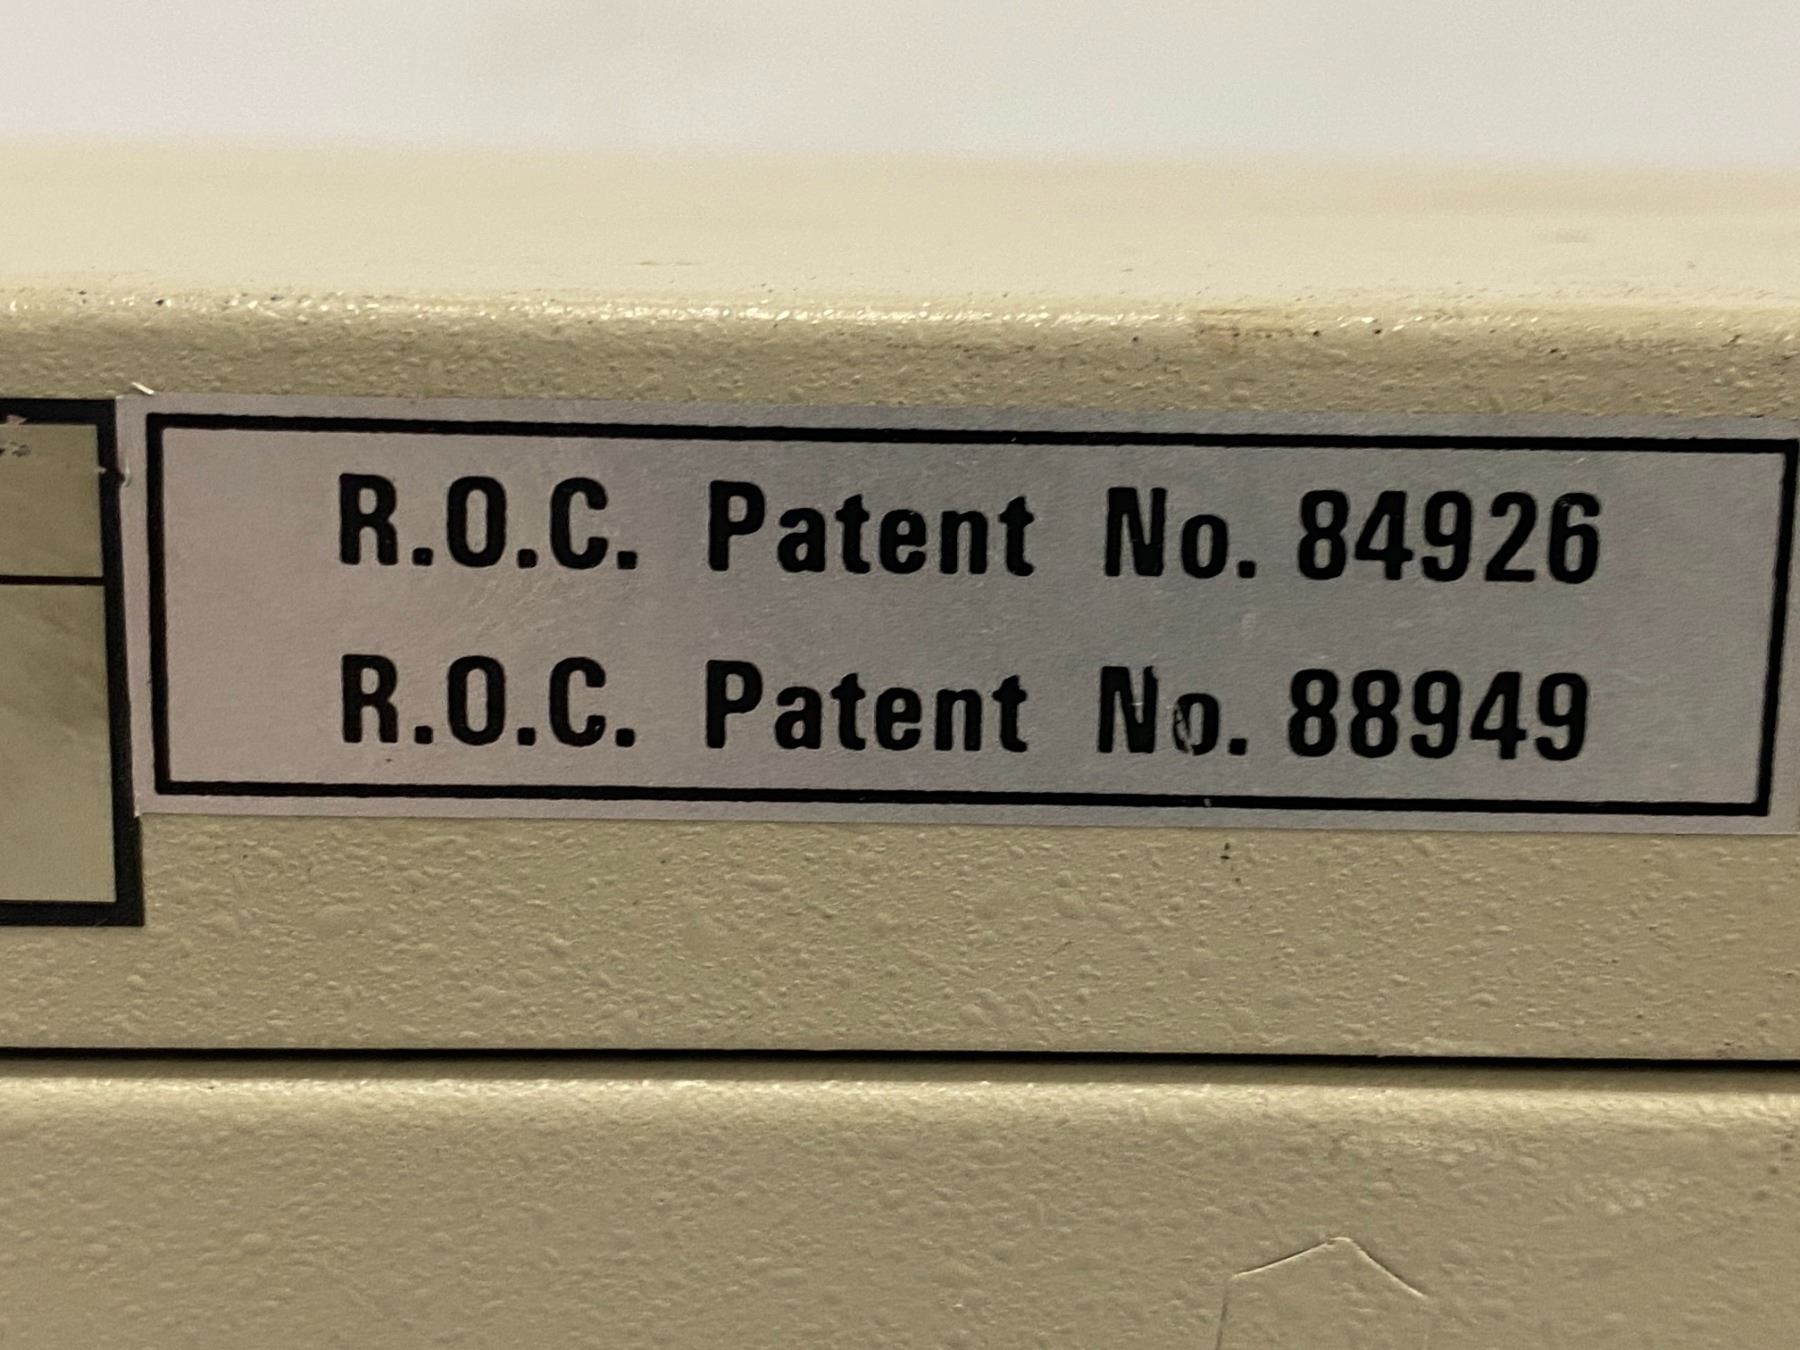 R.O.C. Patent No. 84926
R.O.C. Patent No. 88949